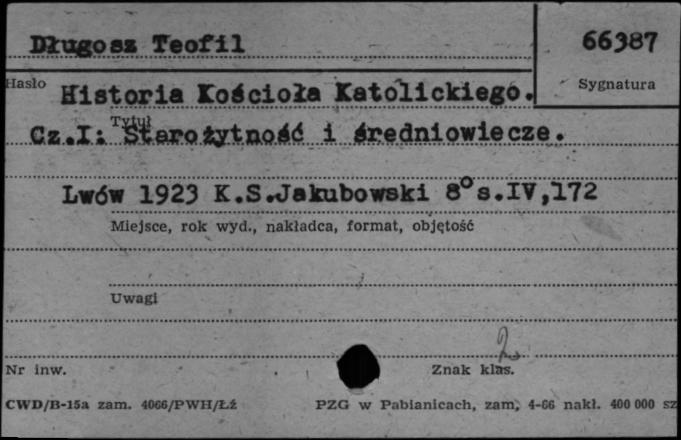 Długosz Teofil
66387
Hasło
Sygnatura
Historia Kościoła Katolickiego.
Tytuł
Cz.I: Starożytność i średniowiecze.
Lwów 1923 K.S.Jakubowski 8° s.IV,172
Miejsce, rok wyd., nakładca, format, objętość
Uwagi
2
Nr inw.
Znak klas.
CWD/B-15a zam. 4066/PWH/Łź
PZG w Pabianicach, zam, 4-66 nakł. 400 000 sz